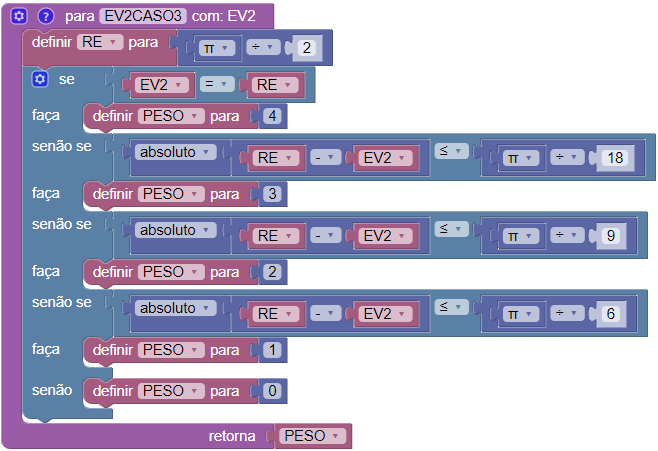 ? para EV2CASO3 com: EV2
definir RE para π ÷ 2
se EV2 = RE
faça definir PESO para 4
senão se absoluto RE - EV2 ≤ π ÷ 18
faça definir PESO para 3
senão se absoluto RE - EV2 ≤ π ÷ 9
faça definir PESO para 2
senão se absoluto RE - EV2 ≤ π ÷ 6
faça definir PESO para 1
senão definir PESO para 0
retorna PESO